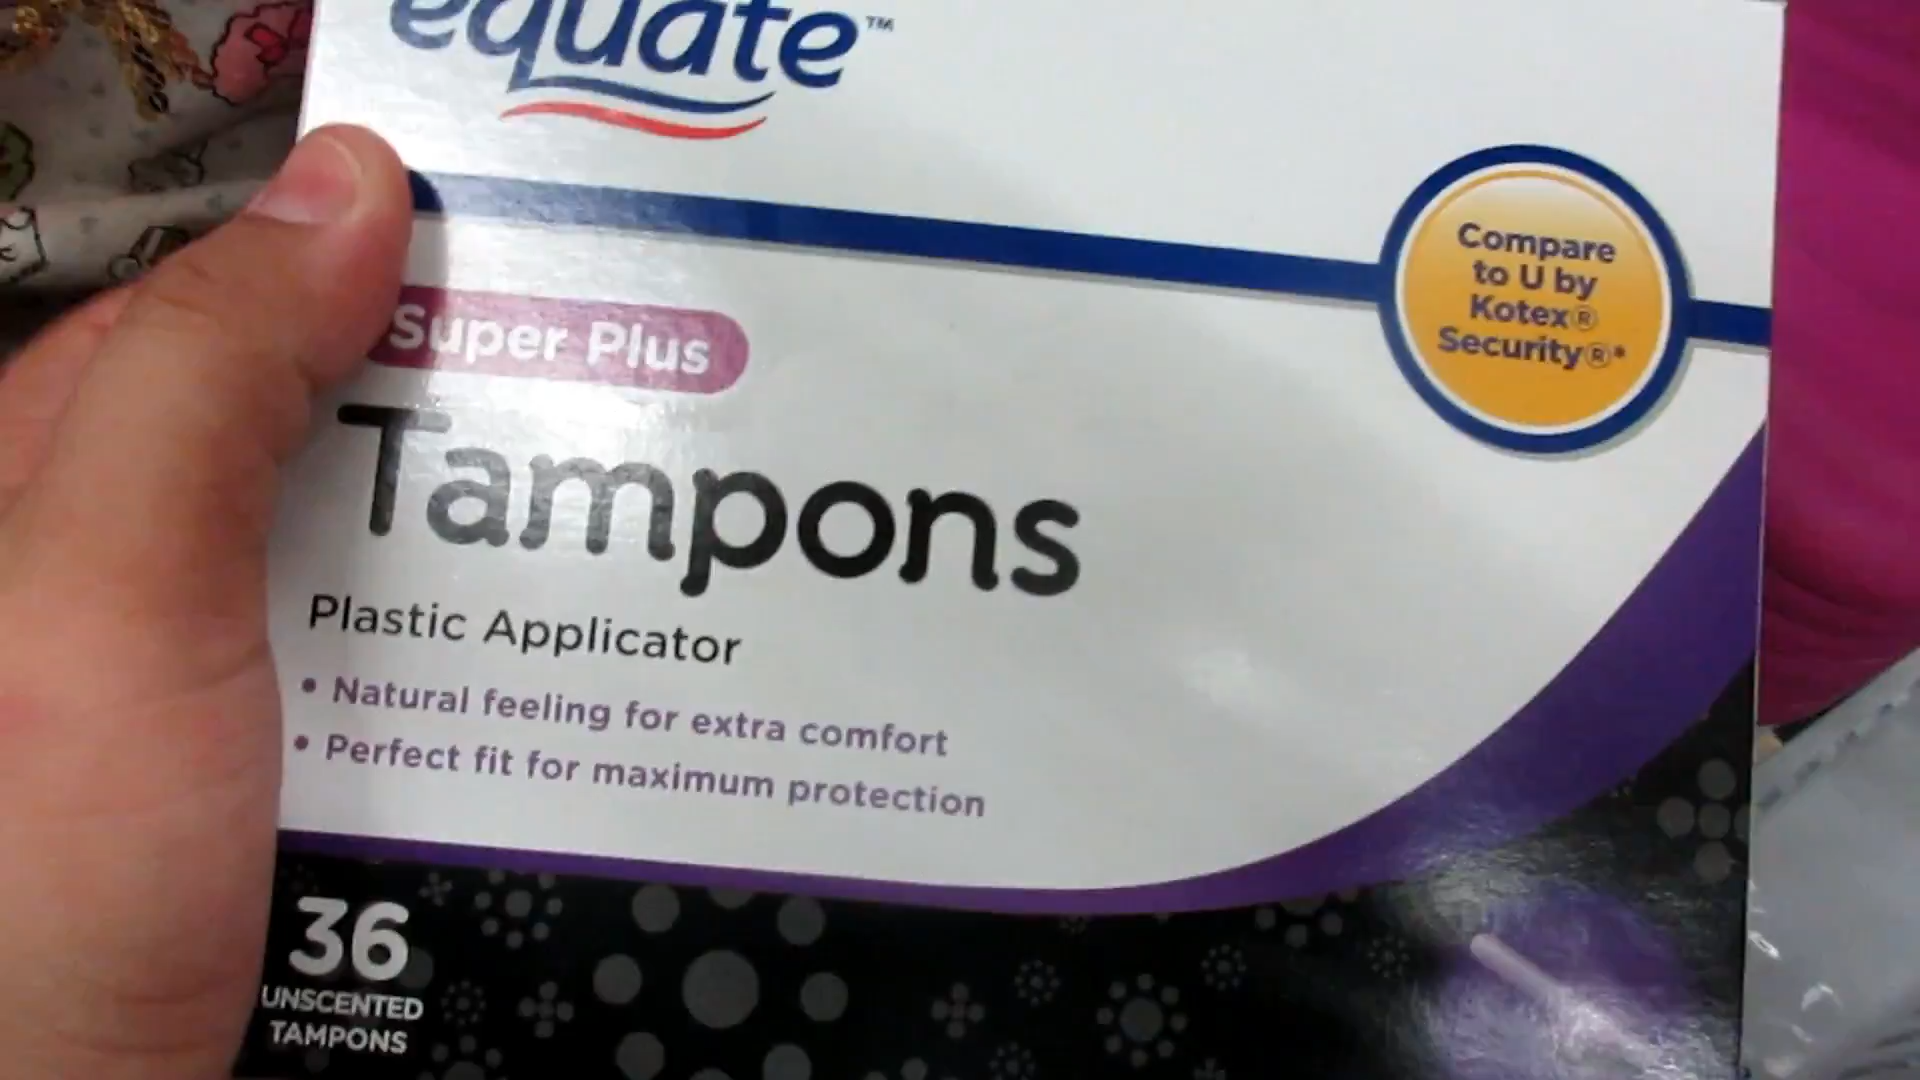 equate™
Compare
to U by
Kotex®
Security®*
Super Plus
Tampons
Plastic Applicator
• Natural feeling for extra comfort
• Perfect fit for maximum protection
36
UNSCENTED
TAMPONS